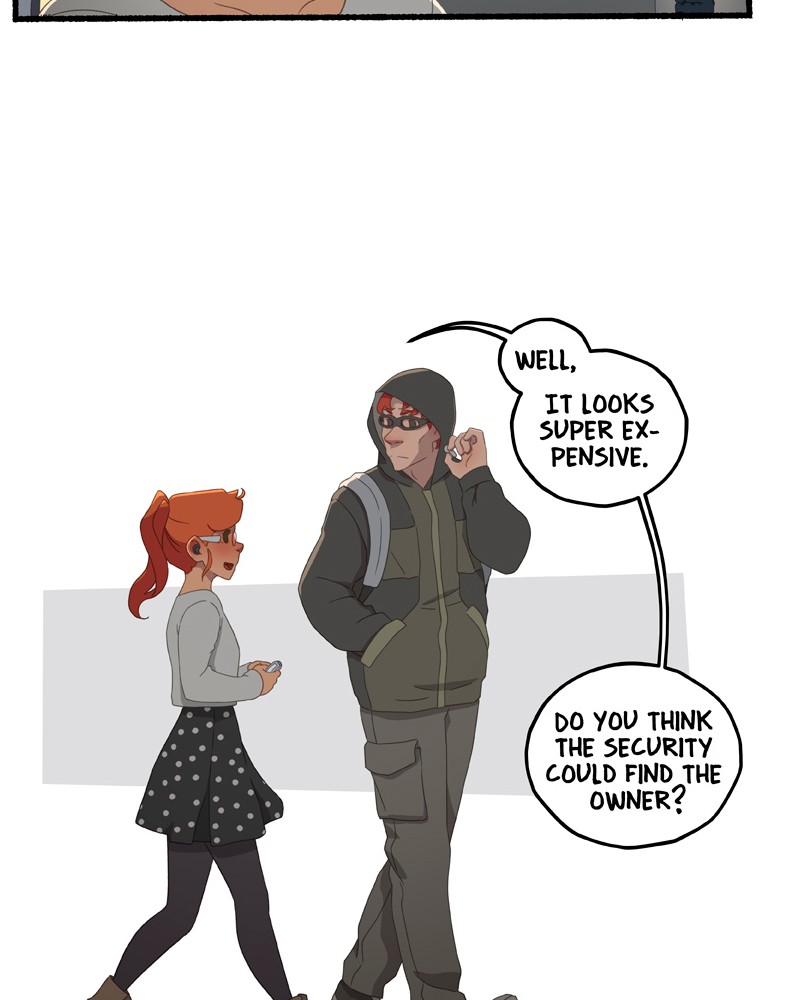 WELL,
IT LOOKS
SUPER EX-
PENSIVE.
DO YOU THINK
THE SECURITY
COULD FIND THE
OWNER?